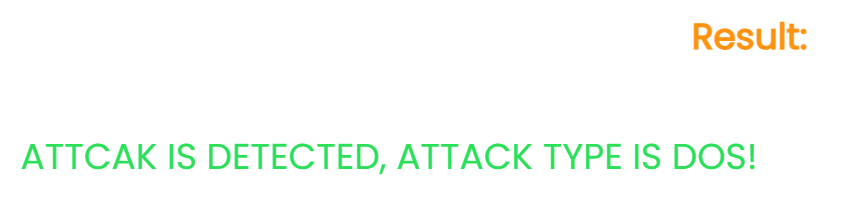 Result:
ATTCAK IS DETECTED, ATTACK TYPE IS DOS!